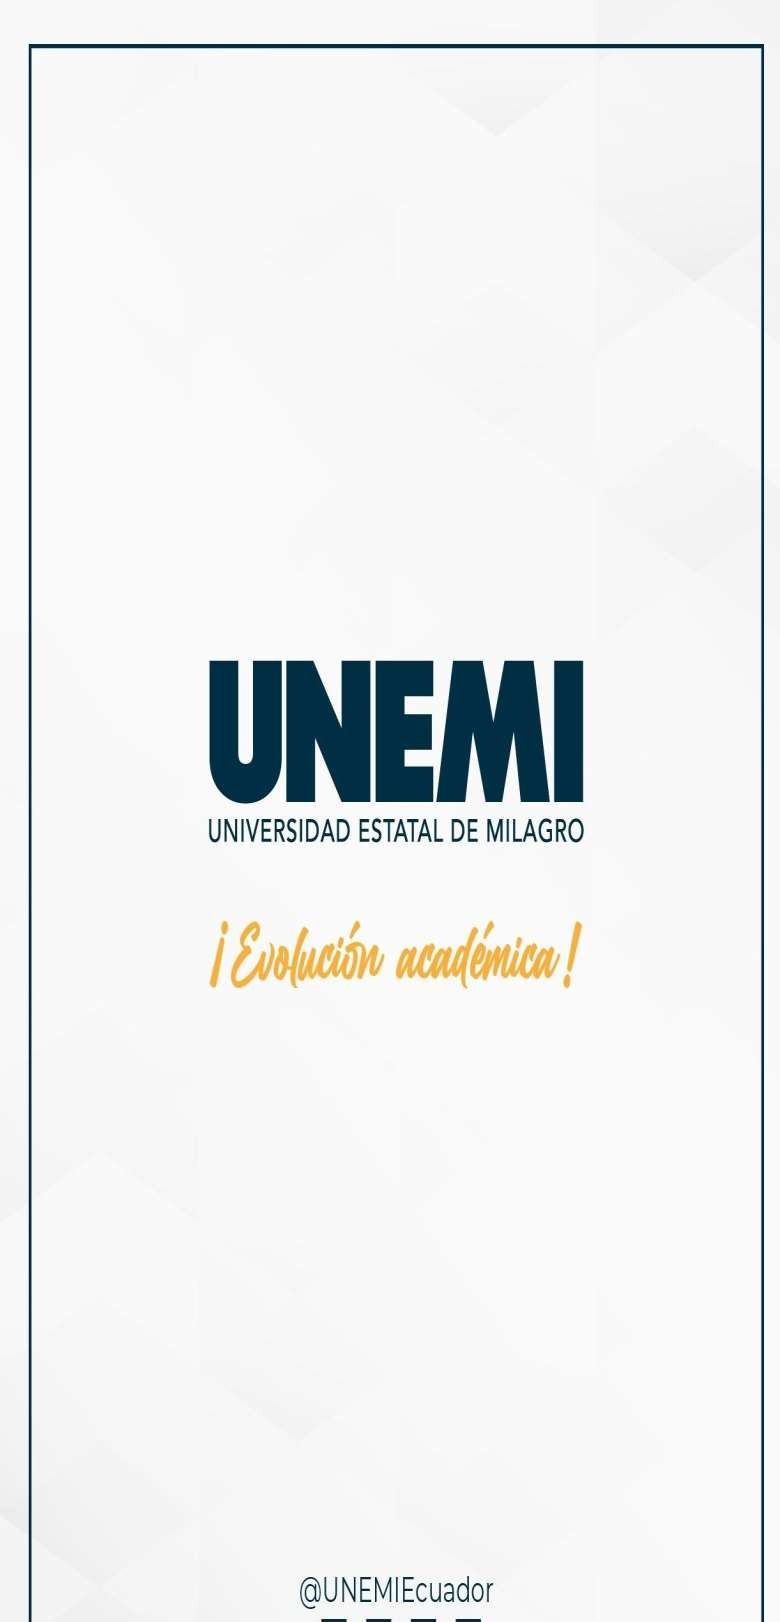 UNEMI
UNIVERSIDAD ESTATAL DE MILAGRO
¡Evolución académica!
@UNEMIEcuador